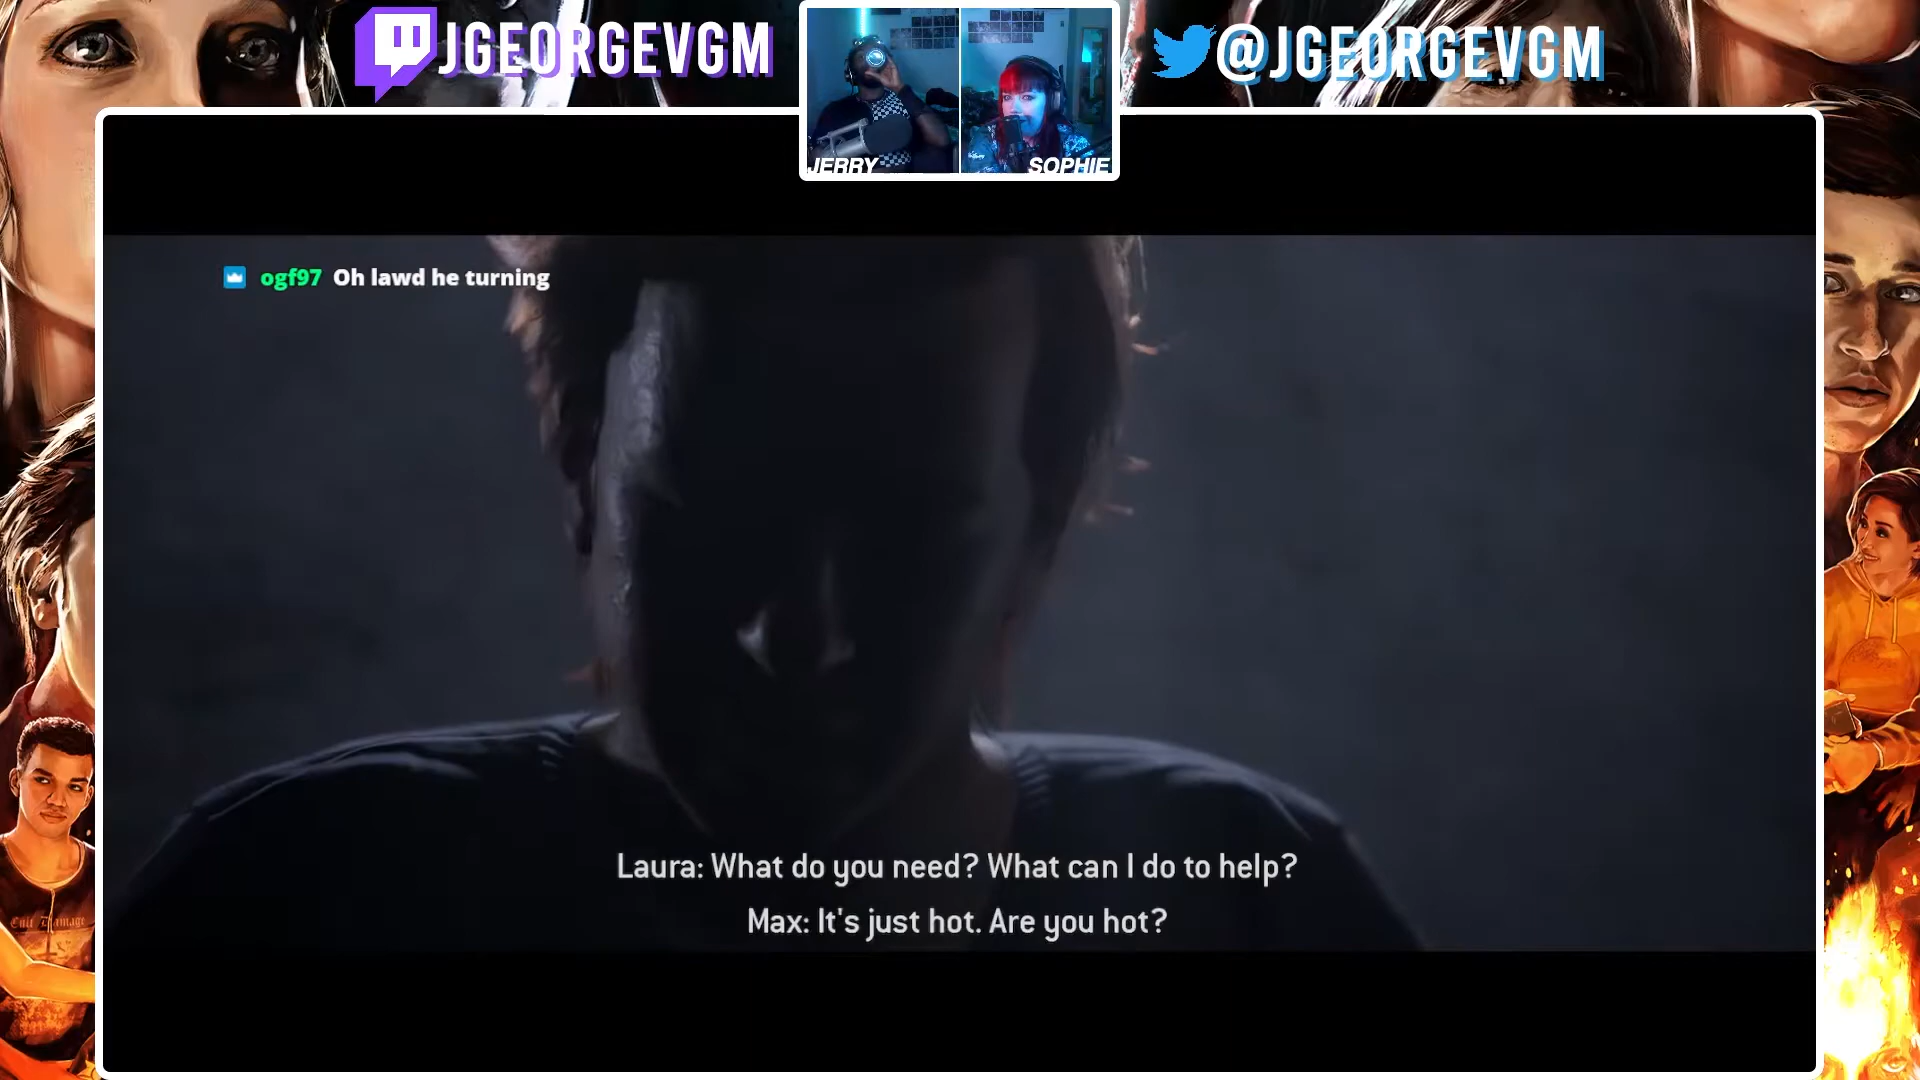 JGEORGEVGM
@JGEORGEVGM
JERRY
SOPHIE
ogf97 Oh lawd he turning
Laura: What do you need? What can I do to help?
Max: It's just hot. Are you hot?